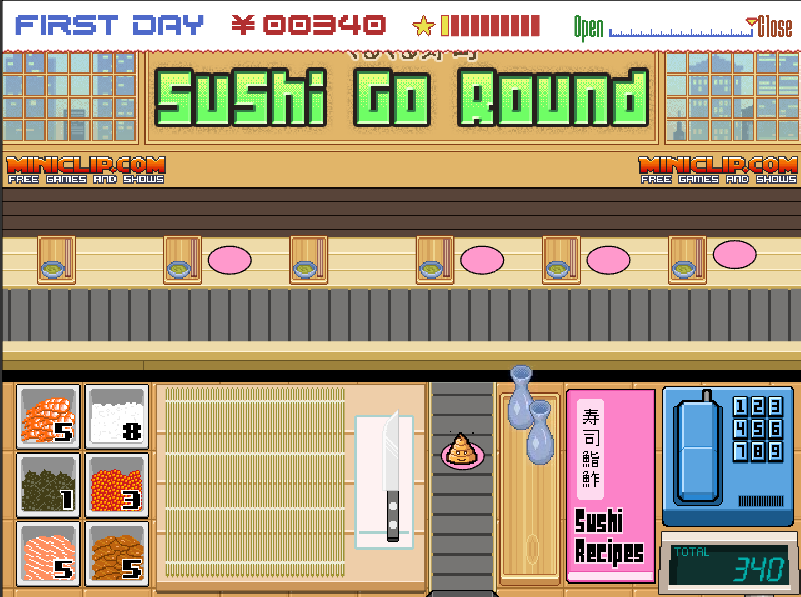 FIRST DAY ¥ 00340 Open Close
Sushi Go Round
MINICLIP.COM MINICLIP.COM
FREE GAMES AND SHOWS FREE GAMES AND SHOWS
5 8
1 3
5 5
寿
司
鮨
鮓
Sushi
Recipes
1 2 3
4 5 6
7 8 9
TOTAL
340